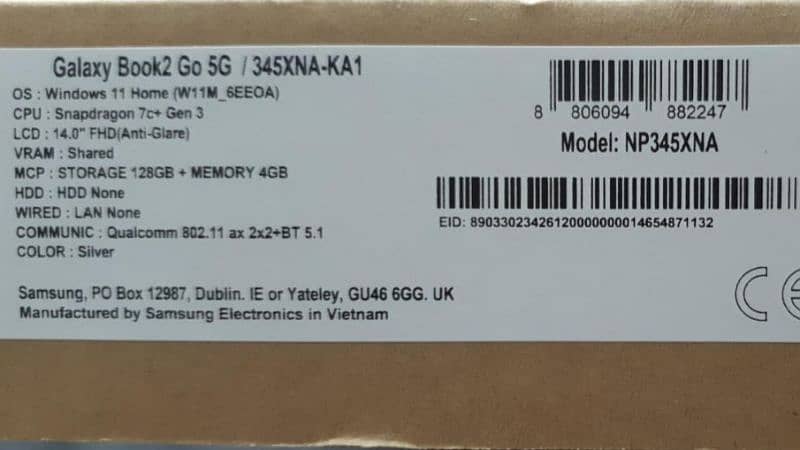 Galaxy Book2 Go 5G / 345XNA-KA1
OS : Windows 11 Home (W11M_6EEOA)
CPU : Snapdragon 7c+ Gen 3
LCD : 14.0" FHD(Anti-Glare)
VRAM : Shared
MCP : STORAGE 128GB + MEMORY 4GB
HDD : HDD None
WIRED : LAN None
COMMUNIC : Qualcomm 802.11 ax 2x2+BT 5.1
COLOR : Silver
Samsung, PO Box 12987, Dublin. IE or Yateley, GU46 6GG. UK
Manufactured by Samsung Electronics in Vietnam
8 806094 882247
Model: NP345XNA
EID: 89033023426120000000014654871132
CE